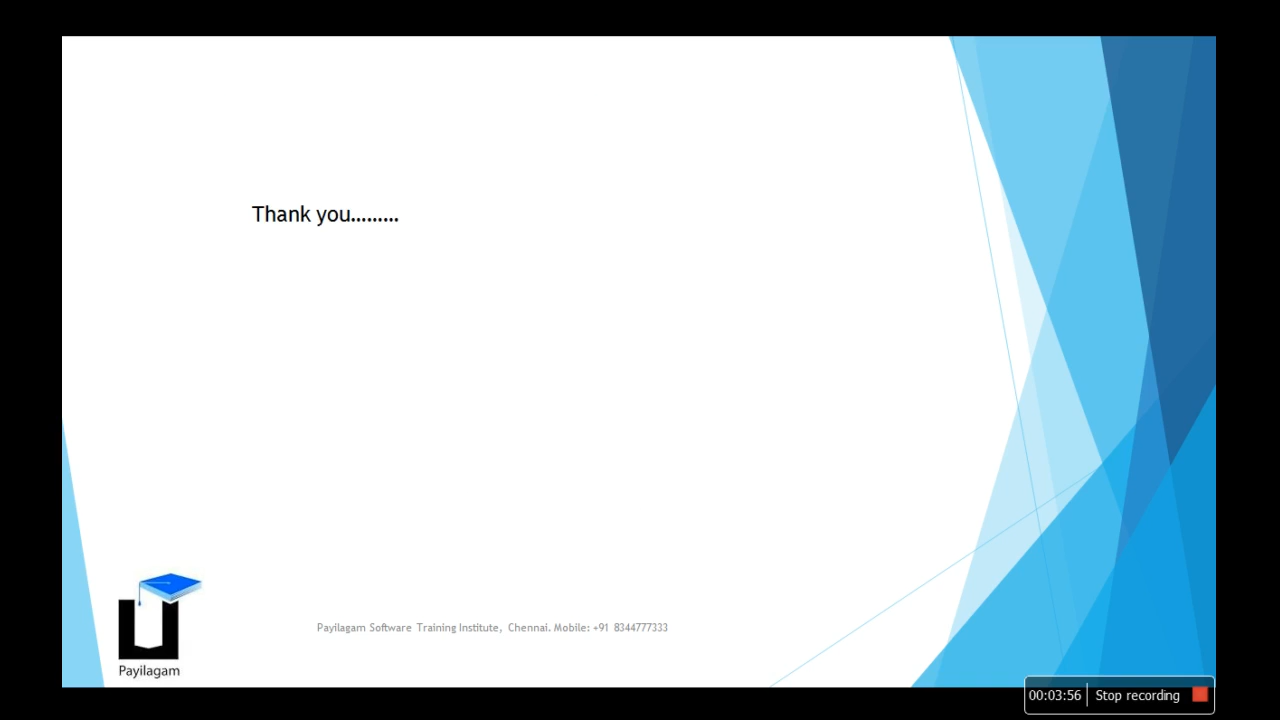 Thank you.........
Payilagam Software Training Institute, Chennai. Mobile: +91 8344777333
Payilagam
00:03:56 Stop recording